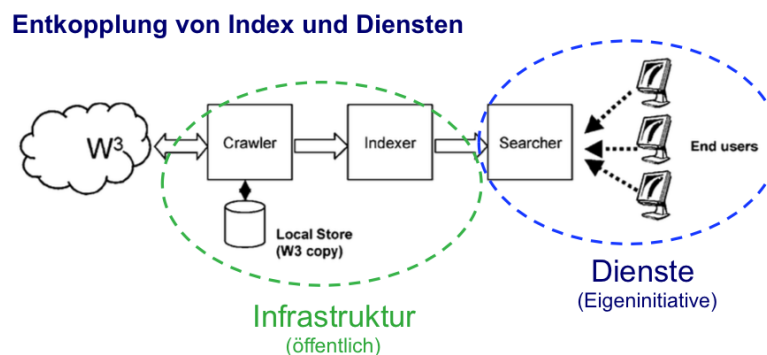 Entkopplung von Index und Diensten
W3
Crawler
Indexer
Searcher
End users
Local Store
(W3 copy)
Dienste
(Eigeninitiative)
Infrastruktur
(öffentlich)